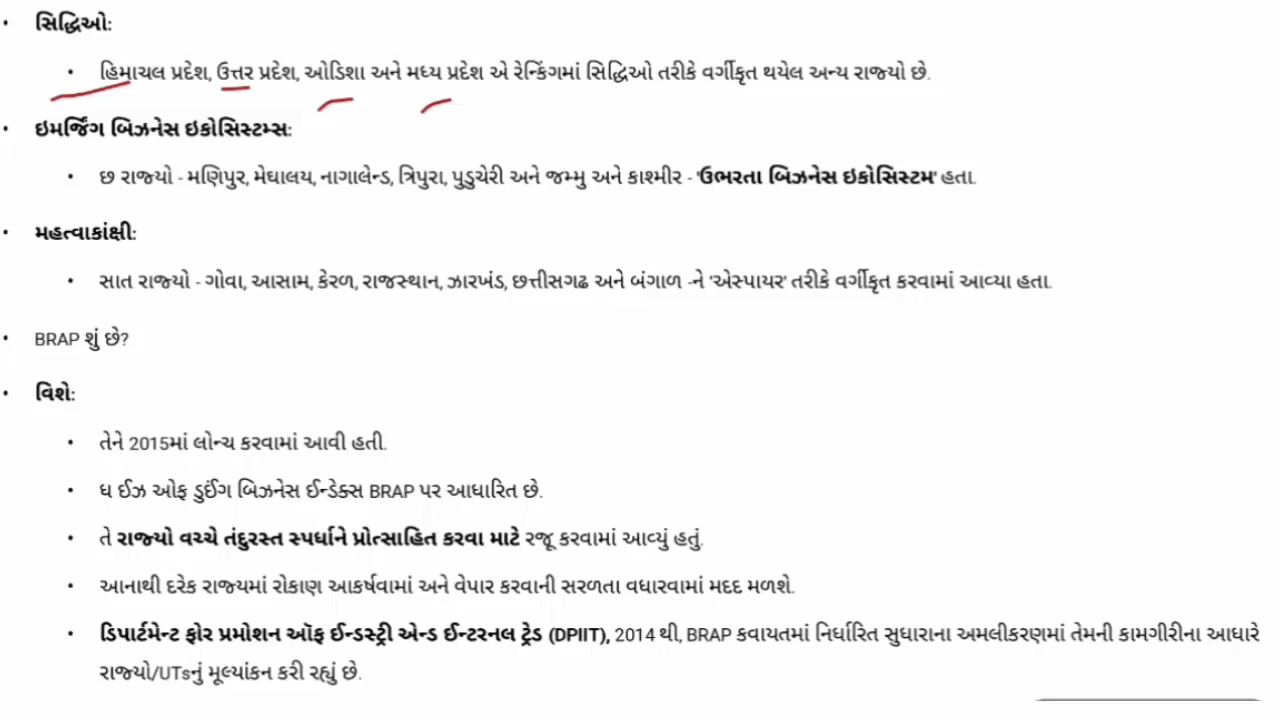 • સિદ્ધિઓ:
• હિમાચલ પ્રદેશ, ઉત્તર પ્રદેશ, ઓડિશા અને મધ્ય પ્રદેશ એ રેન્કિંગમાં સિદ્ધિઓ તરીકે વર્ગીકૃત થયેલ અન્ય રાજ્યો છે.
• ઇમર્જિંગ બિઝનેસ ઇકોસિસ્ટમ્સ:
• છ રાજ્યો - મણિપુર, મેઘાલય, નાગાલેન્ડ, ત્રિપુરા, પુડુચેરી અને જમ્મુ અને કાશ્મીર - 'ઉભરતા બિઝનેસ ઇકોસિસ્ટમ' હતા.
• મહત્વાકાંક્ષી:
• સાત રાજ્યો - ગોવા, આસામ, કેરળ, રાજસ્થાન, ઝારખંડ, છત્તીસગઢ અને બંગાળ -ને 'એસ્પાયર' તરીકે વર્ગીકૃત કરવામાં આવ્યા હતા.
• BRAP શું છે?
• વિશે:
• તેને 2015માં લોન્ચ કરવામાં આવી હતી.
• ધ ઈઝ ઓફ ડુઈંગ બિઝનેસ ઈન્ડેક્સ BRAP પર આધારિત છે.
• તે રાજ્યો વચ્ચે તંદુરસ્ત સ્પર્ધાને પ્રોત્સાહિત કરવા માટે રજૂ કરવામાં આવ્યું હતું.
• આનાથી દરેક રાજ્યમાં રોકાણ આકર્ષવામાં અને વેપાર કરવાની સરળતા વધારવામાં મદદ મળશે.
• ડિપાર્ટમેન્ટ ફોર પ્રમોશન ઑફ ઈન્ડસ્ટ્રી એન્ડ ઈન્ટરનલ ટ્રેડ (DPIIT), 2014 થી, BRAP કવાયતમાં નિર્ધારિત સુધારાના અમલીકરણમાં તેમની કામગીરીના આધારે
રાજ્યો/UTsનું મૂલ્યાંકન કરી રહ્યું છે.